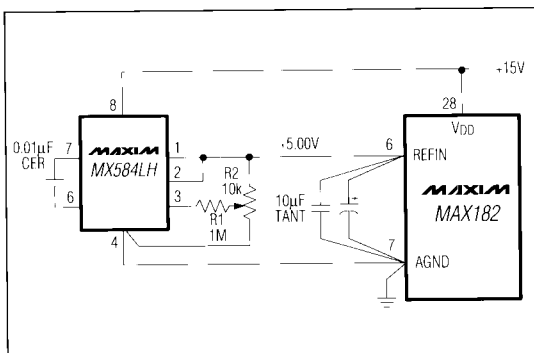 +15V
8
28
VDD
0.01µF
CER
7
MAXIM
MX584LH
1
2
3
6
4
R2
10k
R1
1M
+5.00V
6
REFIN
MAXIM
MAX182
10µF
TANT
+
7
AGND